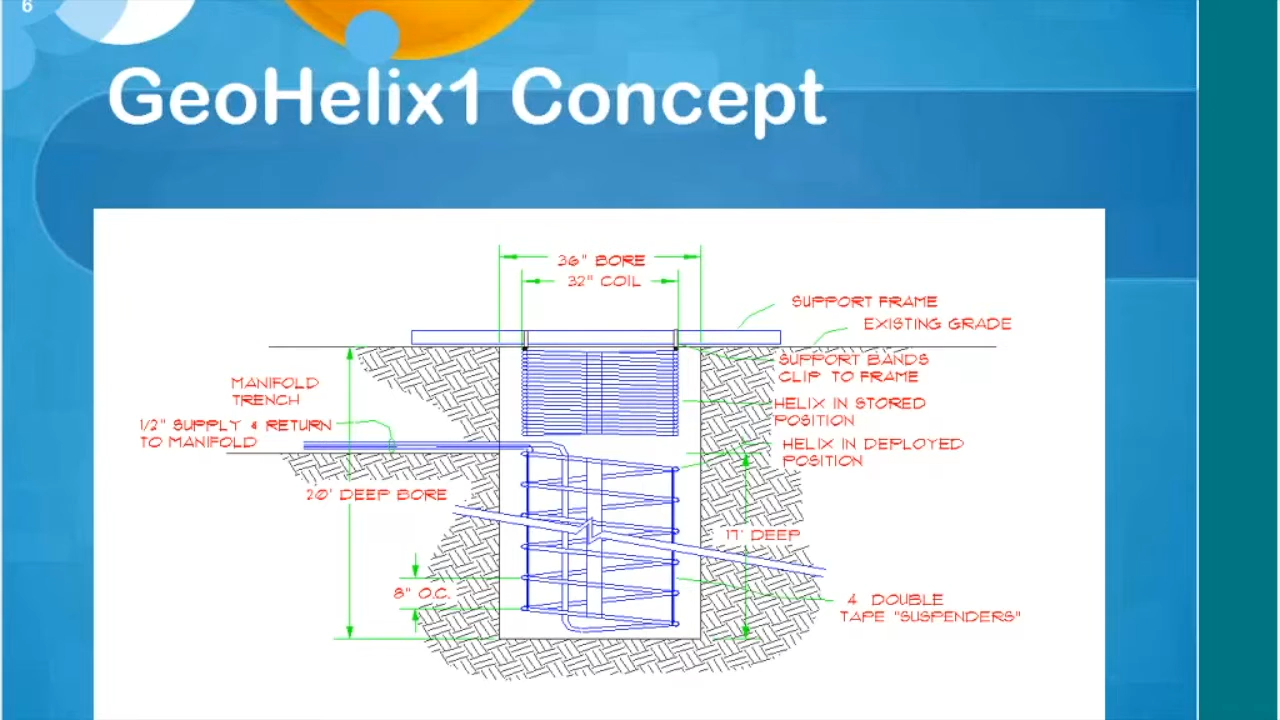 6
GeoHelix1 Concept
36" BORE
32" COIL
SUPPORT FRAME
EXISTING GRADE
SUPPORT BANDS
CLIP TO FRAME
MANIFOLD
TRENCH
HELIX IN STORED
POSITION
1/2" SUPPLY & RETURN
TO MANIFOLD
HELIX IN DEPLOYED
POSITION
20' DEEP BORE
17' DEEP
8" O.C.
4 DOUBLE
TAPE "SUSPENDERS"